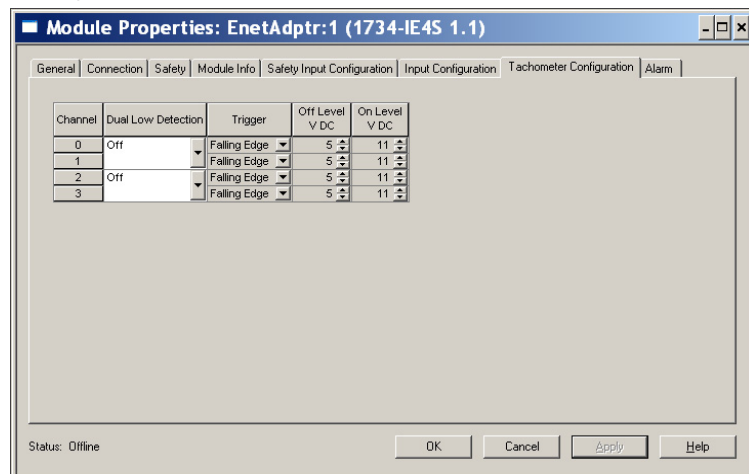 Module Properties: EnetAdptr:1 (1734-IE4S 1.1)
General Connection Safety Module Info Safety Input Configuration Input Configuration Tachometer Configuration Alarm
Channel Dual Low Detection Trigger Off Level V DC On Level V DC
0 Off Falling Edge 5 11
1 Falling Edge 5 11
2 Off Falling Edge 5 11
3 Falling Edge 5 11
Status: Offline OK Cancel Apply Help